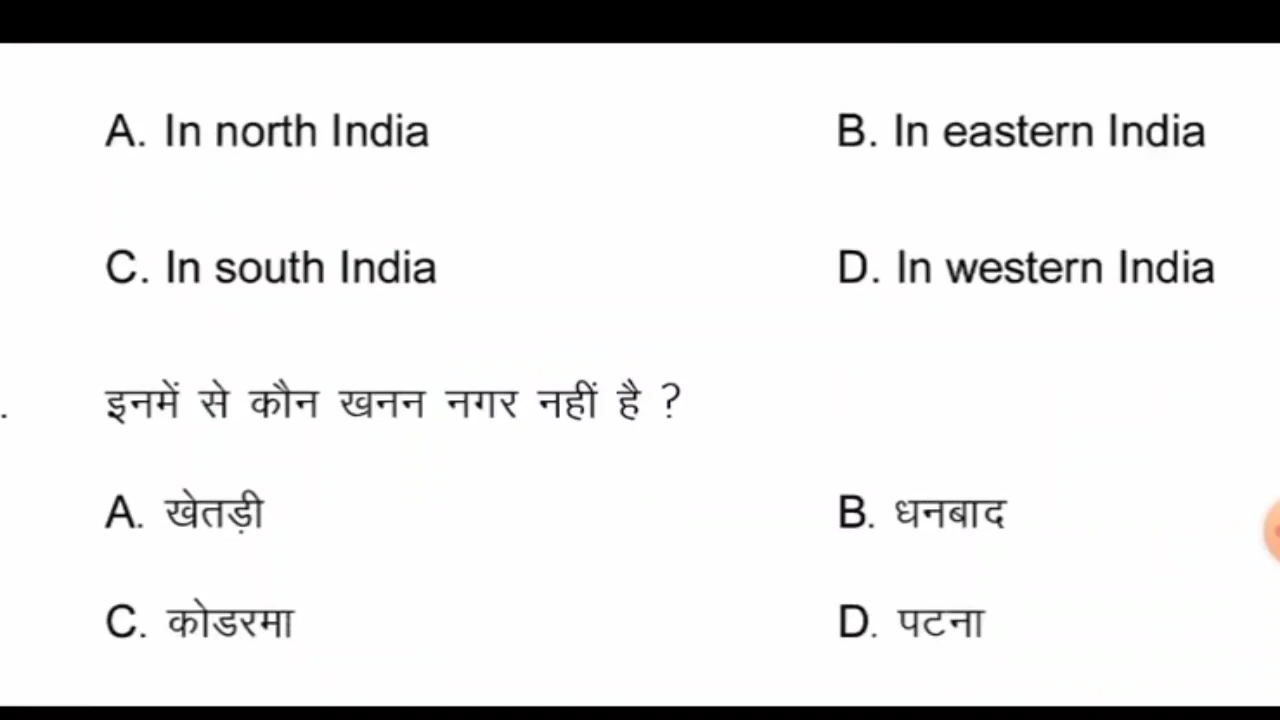 A. In north India B. In eastern India
C. In south India D. In western India
. इनमें से कौन खनन नगर नहीं है ?
A. खेतड़ी B. धनबाद
C. कोडरमा D. पटना